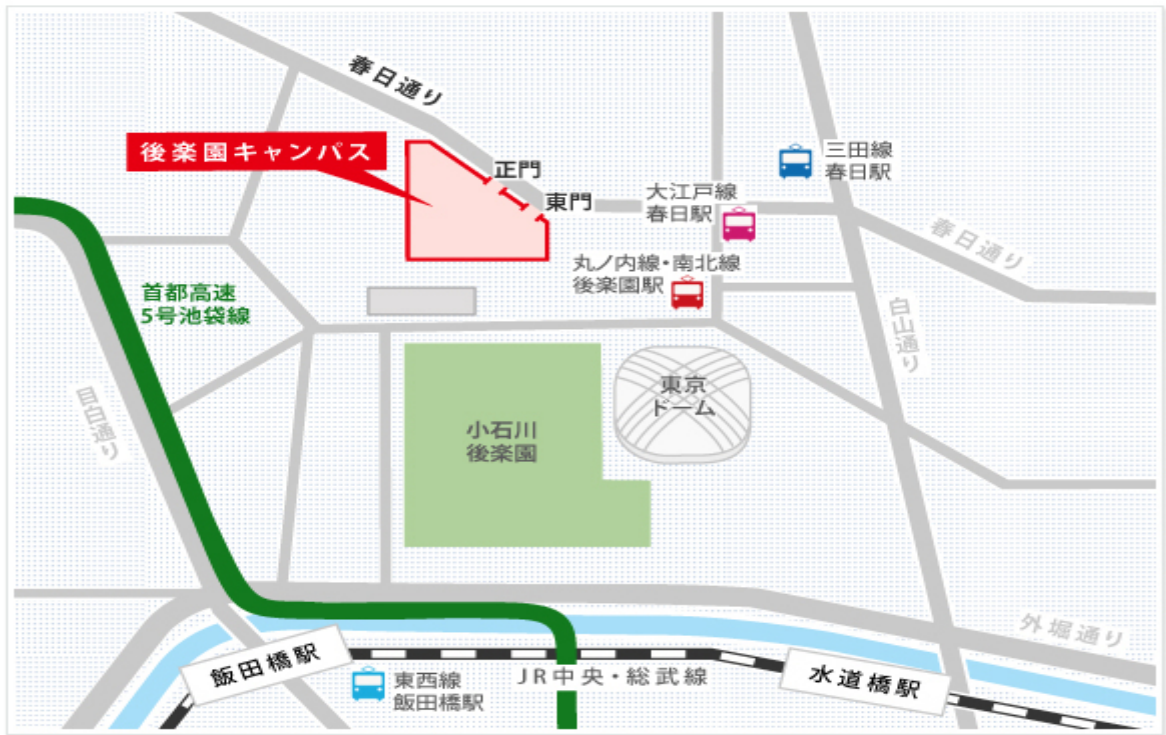 春日通り
後楽園キャンパス
正門
東門
三田線
春日駅
大江戸線
春日駅
春日通り
丸ノ内線・南北線
後楽園駅
首都高速
5号池袋線
白山通り
目白通り
東京
ドーム
小石川
後楽園
外堀通り
飯田橋駅
東西線
飯田橋駅
JR中央・総武線
水道橋駅